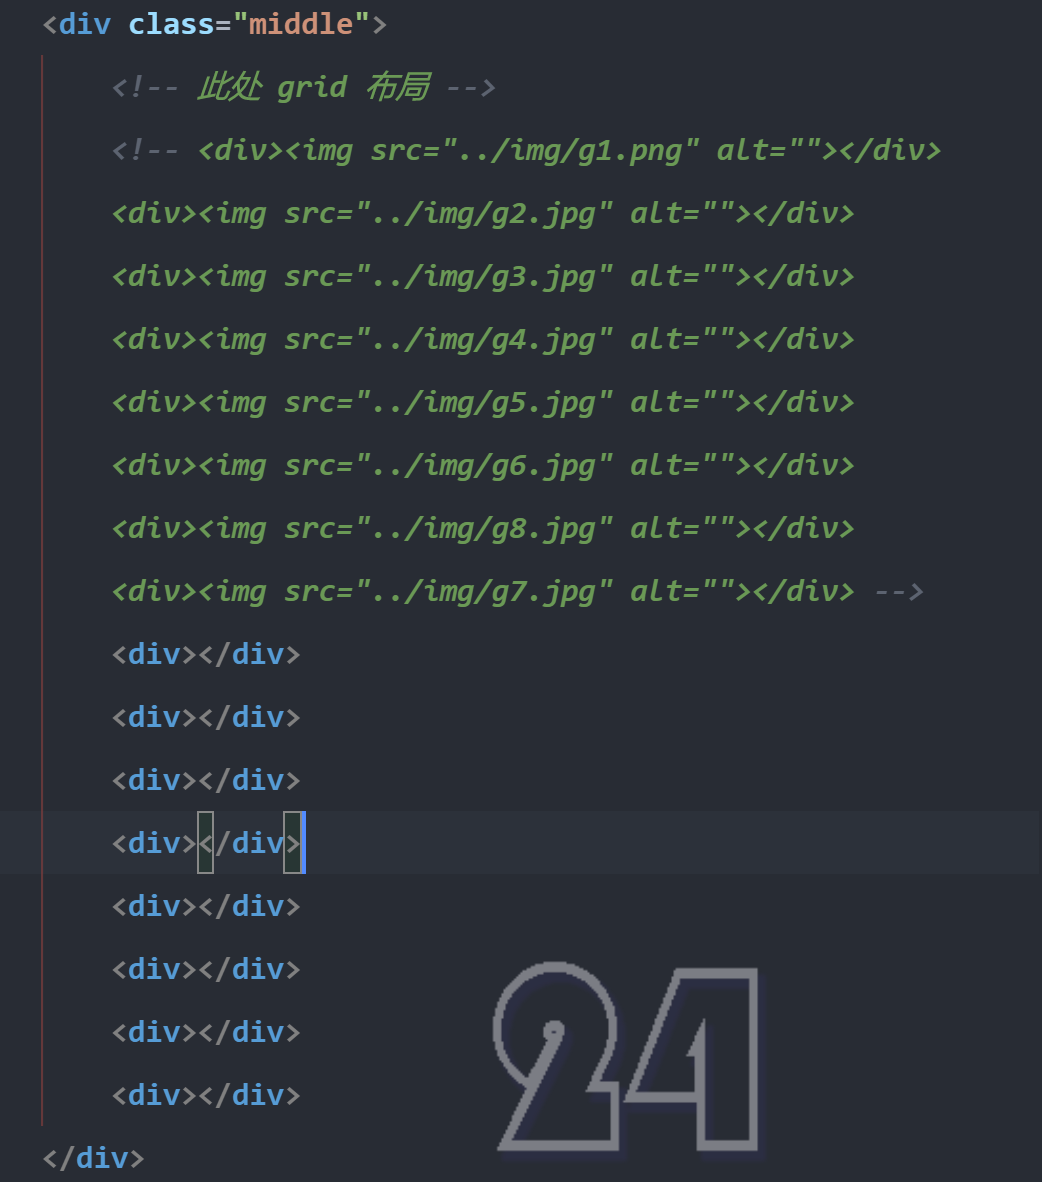 <div class="middle">
<!-- 此处 grid 布局 -->
<!-- <div><img src="../img/g1.png" alt=""></div>
<div><img src="../img/g2.jpg" alt=""></div>
<div><img src="../img/g3.jpg" alt=""></div>
<div><img src="../img/g4.jpg" alt=""></div>
<div><img src="../img/g5.jpg" alt=""></div>
<div><img src="../img/g6.jpg" alt=""></div>
<div><img src="../img/g8.jpg" alt=""></div>
<div><img src="../img/g7.jpg" alt=""></div> -->
<div></div>
<div></div>
<div></div>
<div></div>
<div></div>
<div></div>
<div></div>
<div></div>
</div>
24